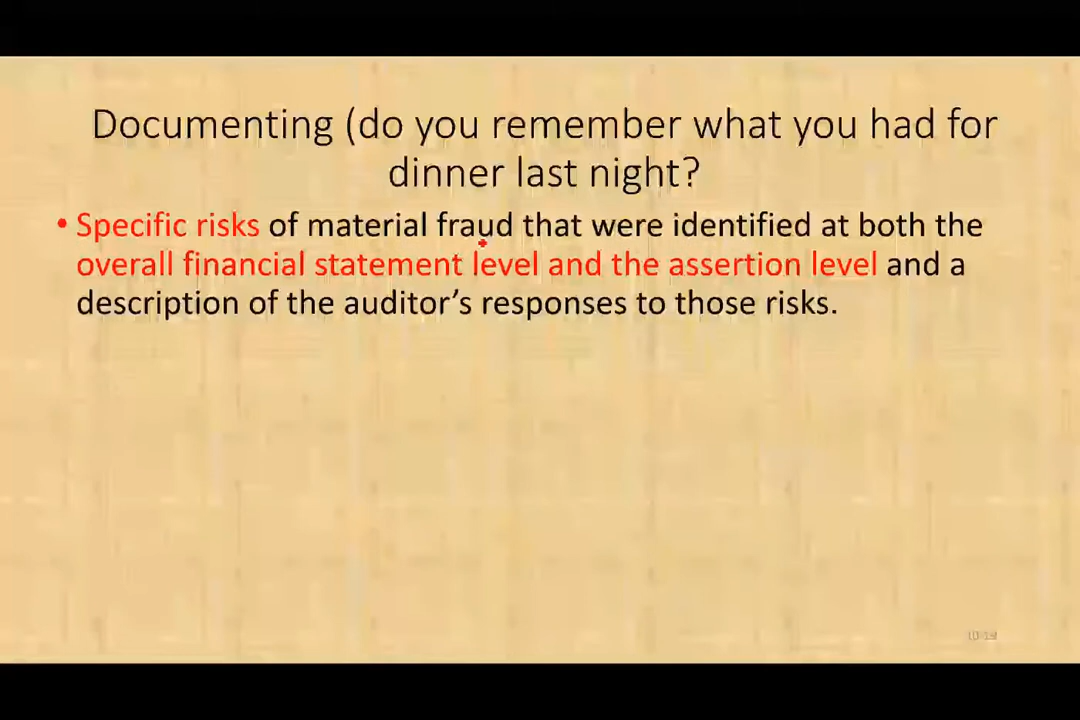 Documenting (do you remember what you had for
dinner last night?
• Specific risks of material fraud that were identified at both the
overall financial statement level and the assertion level and a
description of the auditor’s responses to those risks.